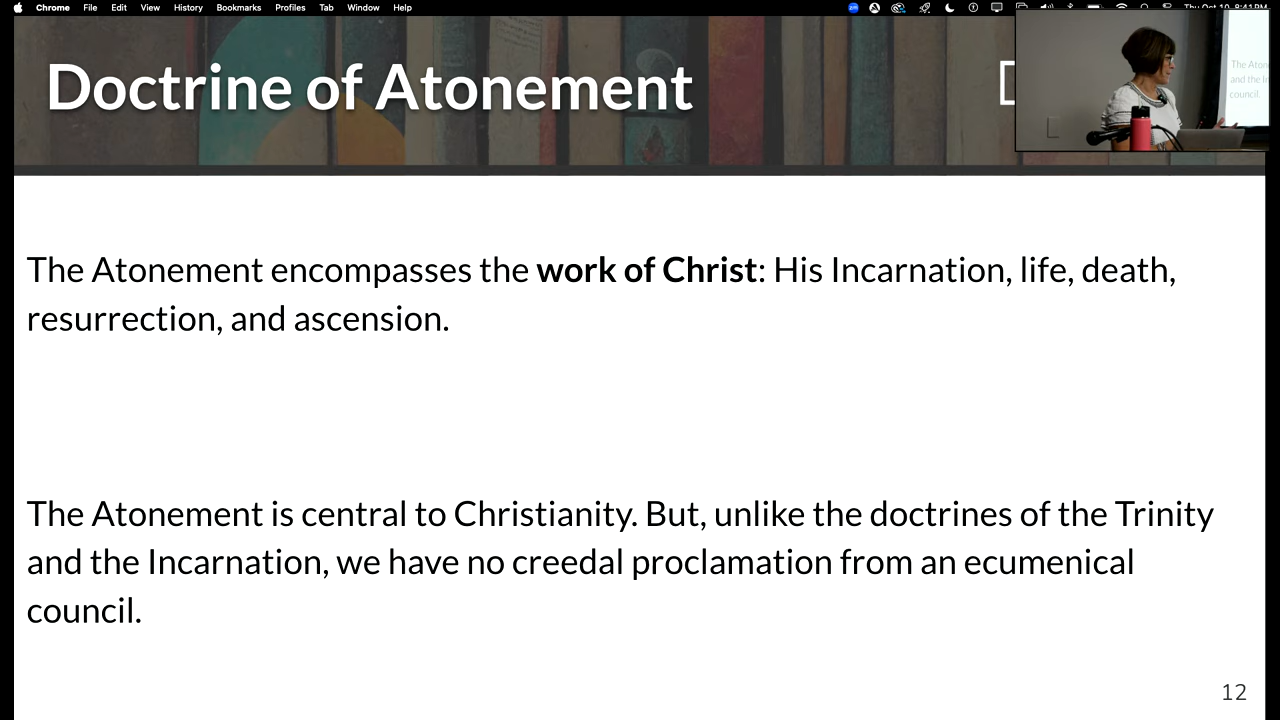 Chrome File Edit View History Bookmarks Profiles Tab Window Help
Doctrine of Atonement
The Atonement encompasses the work of Christ: His Incarnation, life, death,
resurrection, and ascension.
The Atonement is central to Christianity. But, unlike the doctrines of the Trinity
and the Incarnation, we have no creedal proclamation from an ecumenical
council.
12